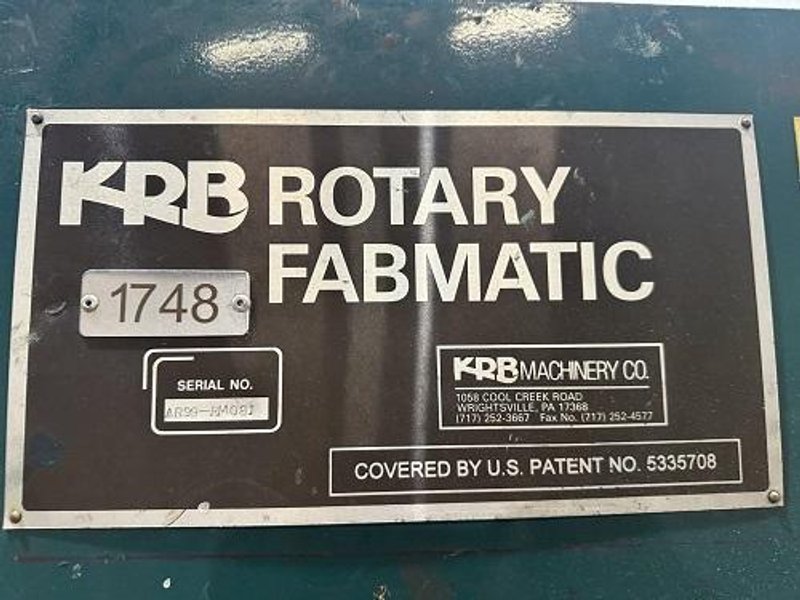 KRB ROTARY
FABMATIC
1748
SERIAL NO.
KRB MACHINERY CO.
1058 COOL CREEK ROAD
WRIGHTSVILLE, PA 17368
(717) 252-3667 Fax No. (717) 252-4577
COVERED BY U.S. PATENT NO. 5335708